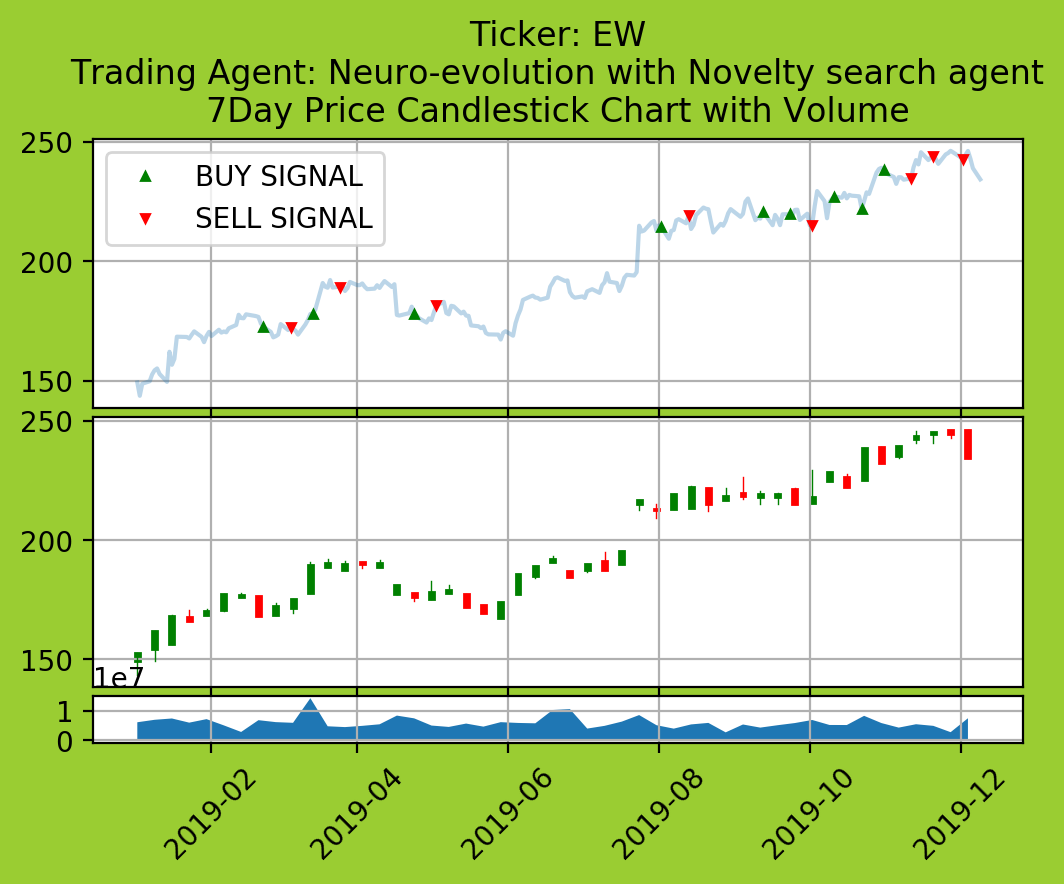 Ticker: EW
Trading Agent: Neuro-evolution with Novelty search agent
7Day Price Candlestick Chart with Volume
250
BUY SIGNAL
SELL SIGNAL
200
150
250
200
150
1e7
1
0
2019-02
2019-04
2019-06
2019-08
2019-10
2019-12